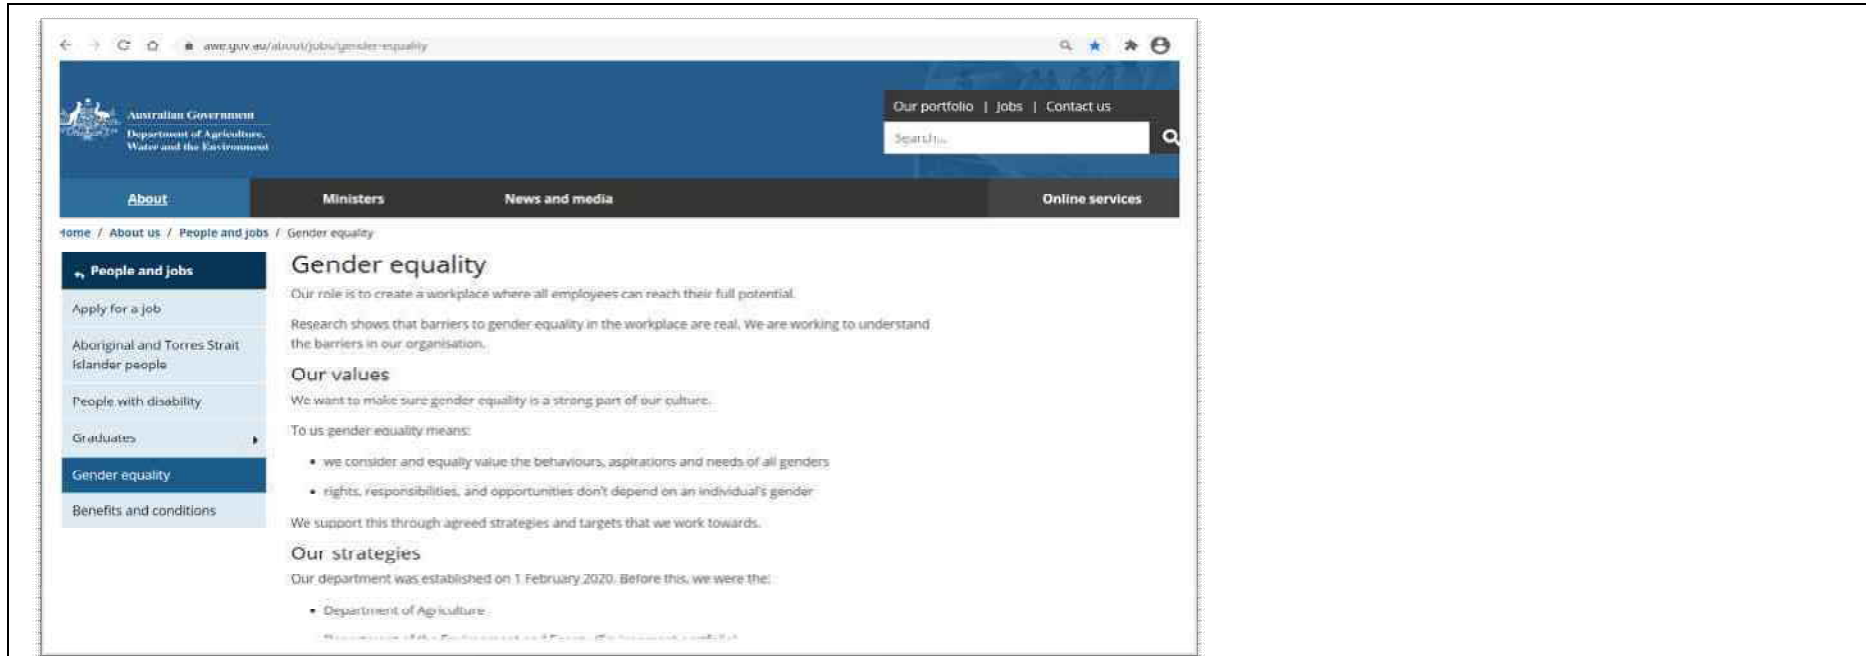 awe.gov.au/about/jobs/gender-equality
Our portfolio | Jobs | Contact us
Australian Government
Department of Agriculture,
Water and the Environment
Search...
About Ministers News and media Online services
Home / About us / People and jobs / Gender equality
People and jobs
Apply for a job
Aboriginal and Torres Strait
Islander people
People with disability
Graduates
Gender equality
Benefits and conditions
Gender equality
Our role is to create a workplace where all employees can reach their full potential.
Research shows that barriers to gender equality in the workplace are real. We are working to understand
the barriers in our organisation.
Our values
We want to make sure gender equality is a strong part of our culture.
To us gender equality means:
• we consider and equally value the behaviours, aspirations and needs of all genders
• rights, responsibilities, and opportunities don't depend on an individual's gender
We support this through agreed strategies and targets that we work towards.
Our strategies
Our department was established on 1 February 2020. Before this, we were the:
• Department of Agriculture
Department of the Environment and Energy (Environment portfolio)